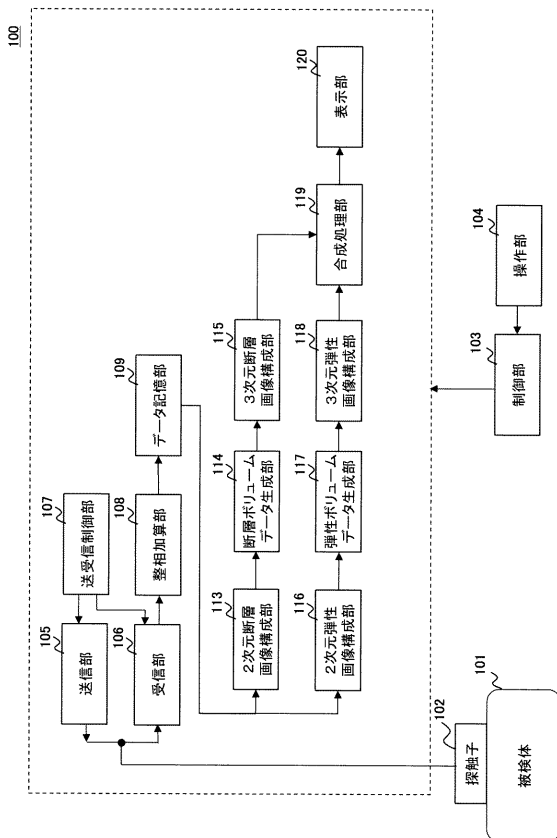 100
107
送受信制御部
105
送信部
106
受信部
108
整相加算部
109
データ記憶部
113
2次元断層
画像構成部
114
断層ボリューム
データ生成部
115
3次元断層
画像構成部
116
2次元弾性
画像構成部
117
弾性ボリューム
データ生成部
118
3次元弾性
画像構成部
119
合成処理部
120
表示部
102
探触子
101
被検体
103
制御部
104
操作部